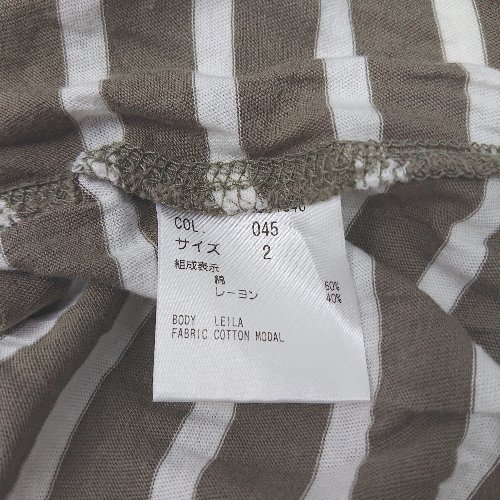 COL. 045
サイズ 2
組成表示
綿 60%
レーヨン 40%
BODY LEILA
FABRIC COTTON MODAL